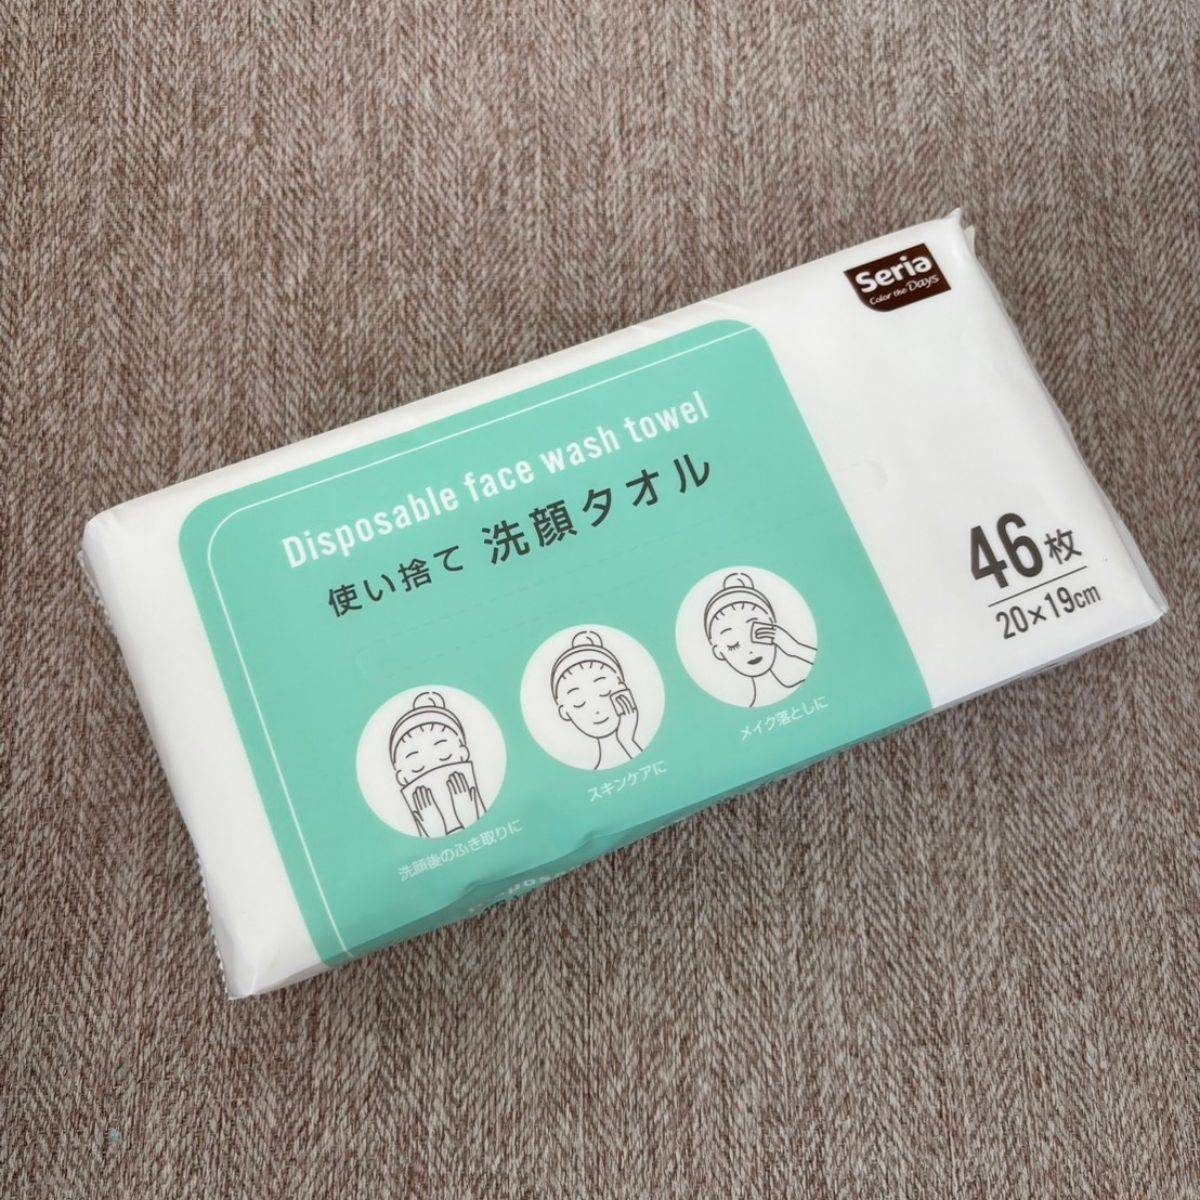 Seria
Color the Days
Disposable face wash towel
使い捨て 洗顔タオル
46枚
20×19cm
洗顔後のふき取りに
スキンケアに
メイク落としに